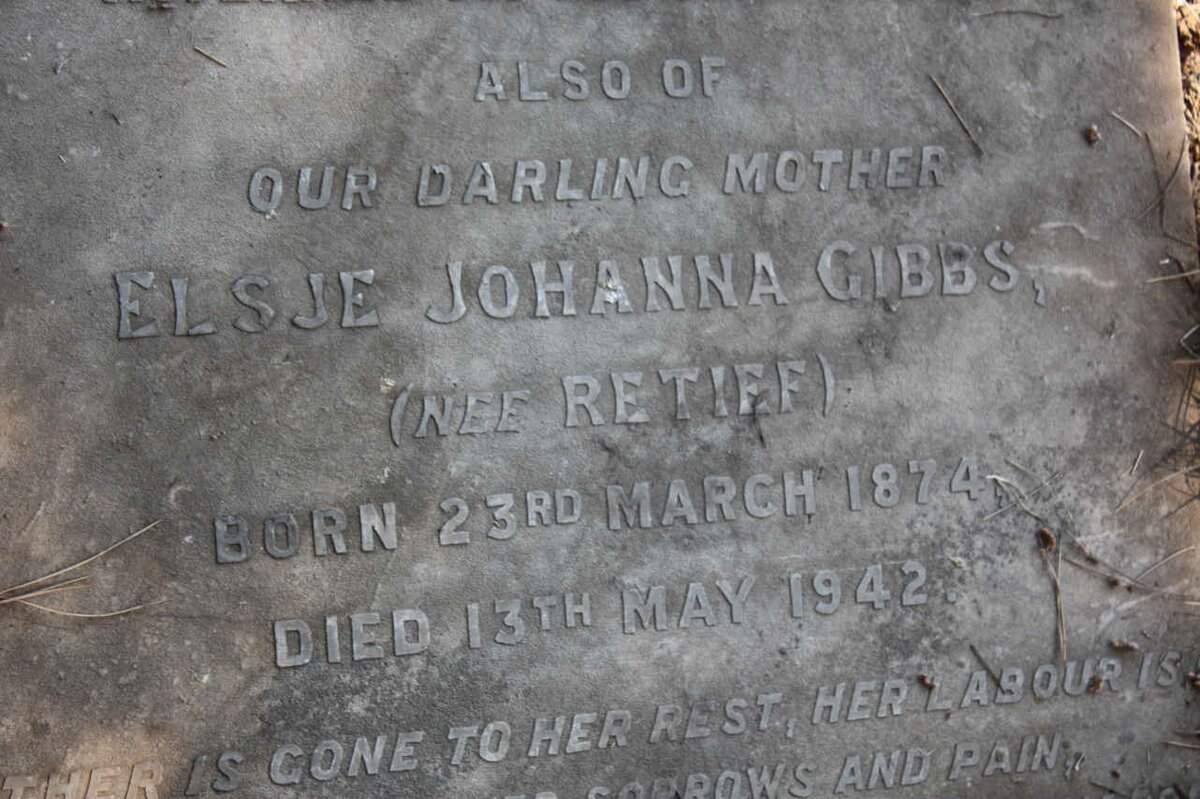 ALSO OF
OUR DARLING MOTHER
ELSJE JOHANNA GIBBS,
(NEE RETIEF)
BORN 23RD MARCH 1874,
DIED 13TH MAY 1942.
IS GONE TO HER REST, HER LABOUR IS
SORROWS AND PAIN,